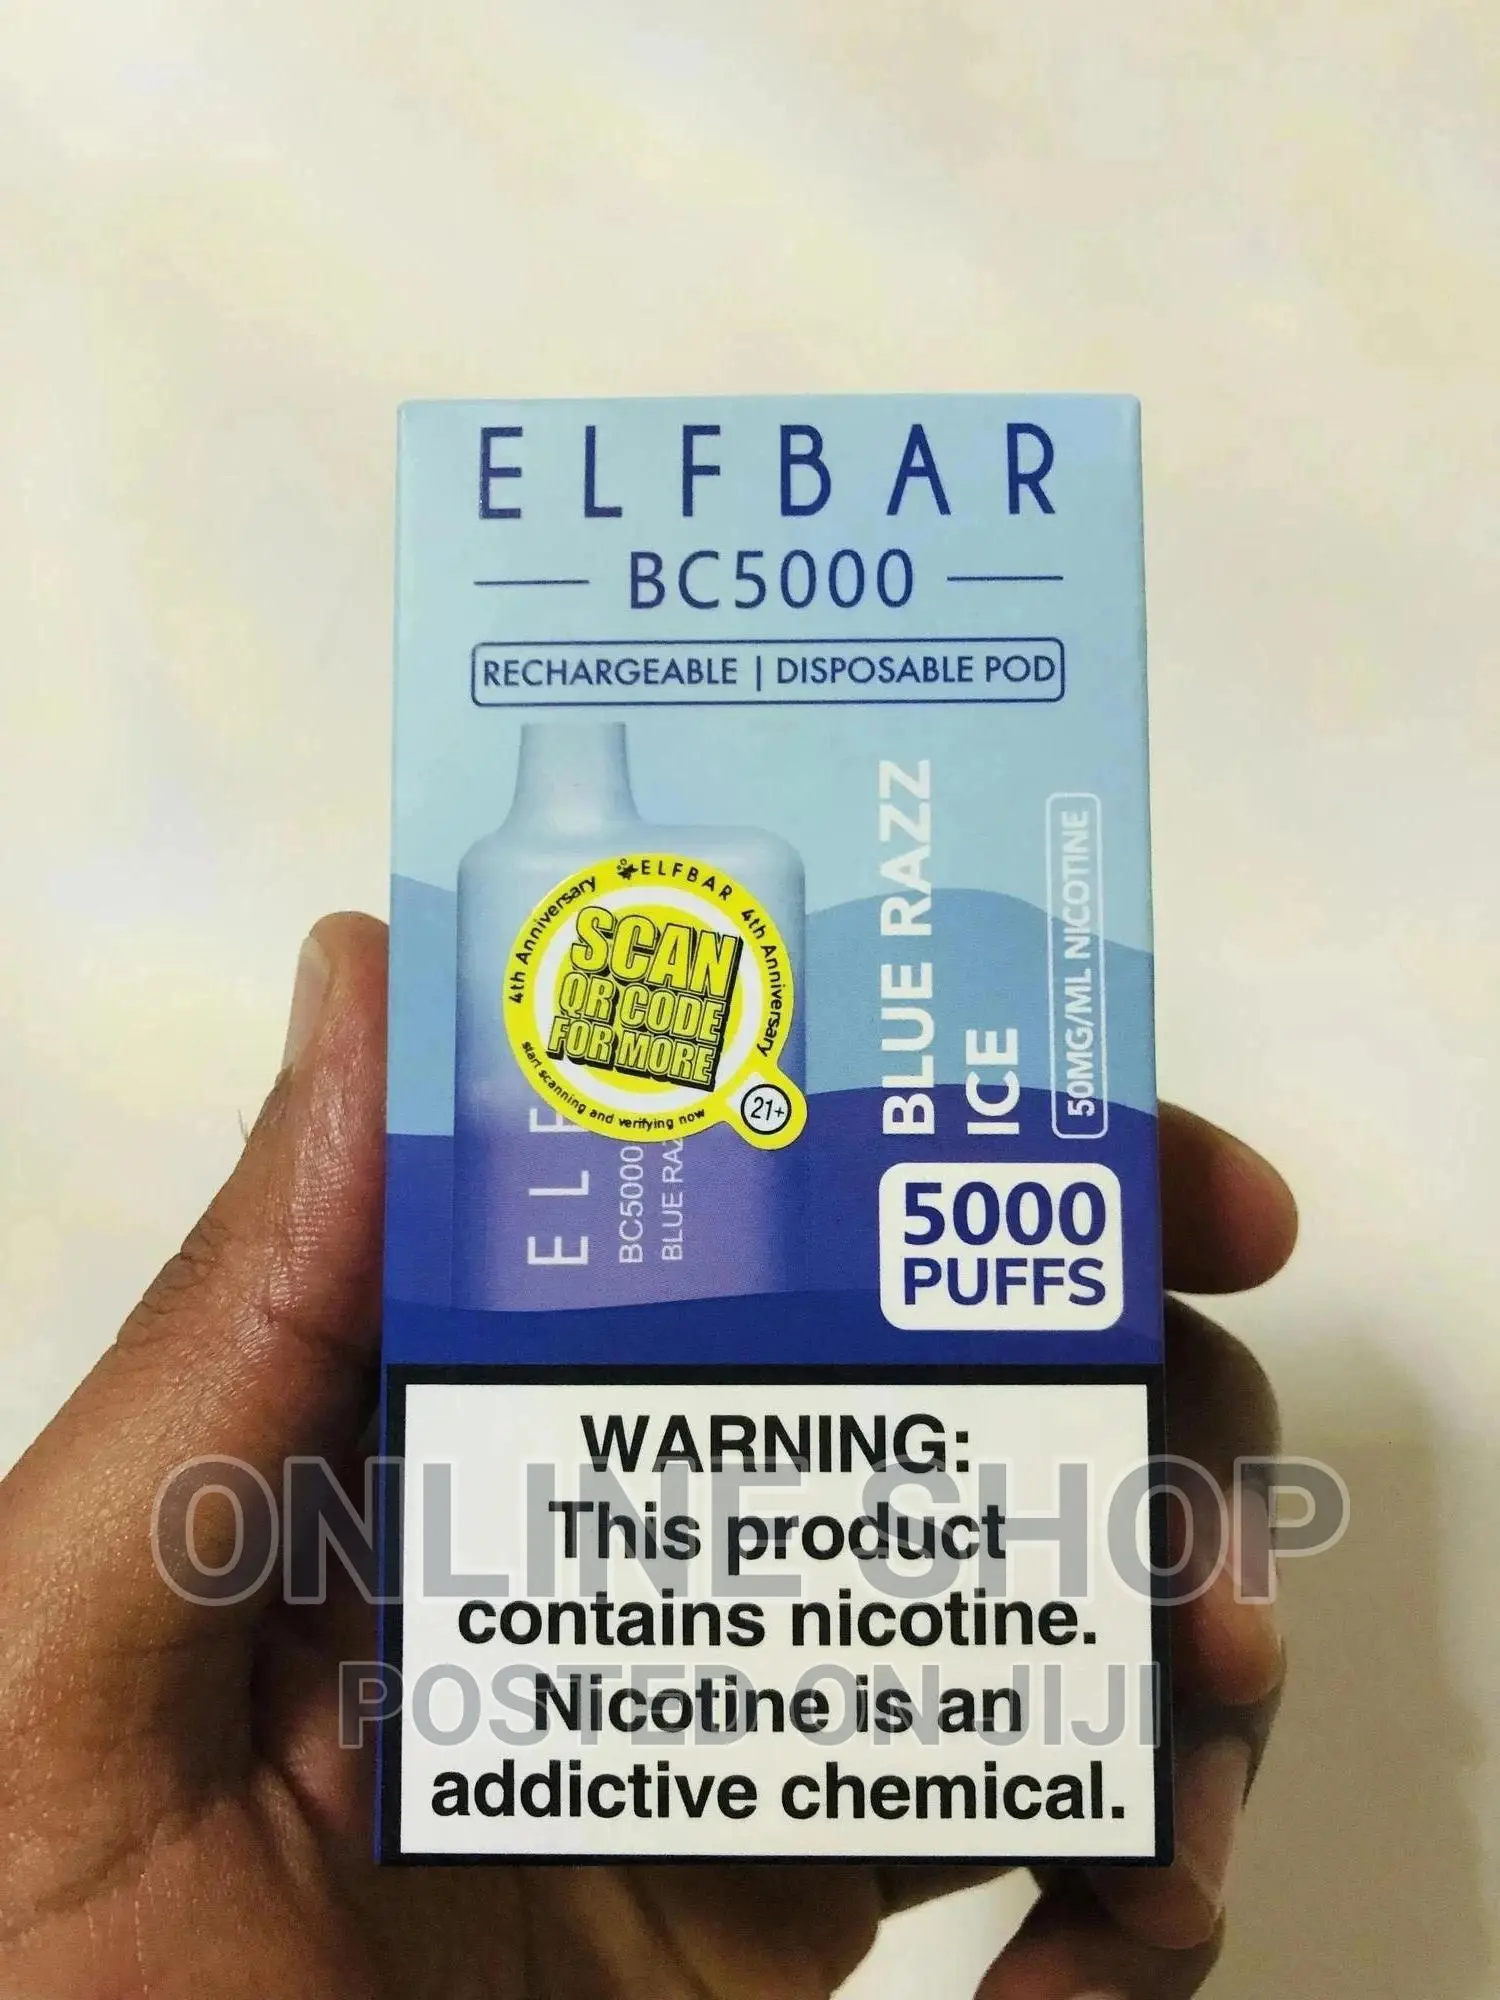 ELFBAR
BC5000
RECHARGEABLE | DISPOSABLE POD
4th Anniversary ELFBAR 4th Anniversary
SCAN
QR CODE
FOR MORE
start scanning and verifying now
21+
ELF
BC5000
BLUE RAZ
BLUE RAZZ
ICE
50MG/ML NICOTINE
5000
PUFFS
WARNING:
This product
contains nicotine.
Nicotine is an
addictive chemical.
ONLINE SHOP
POSTED ON JIJI